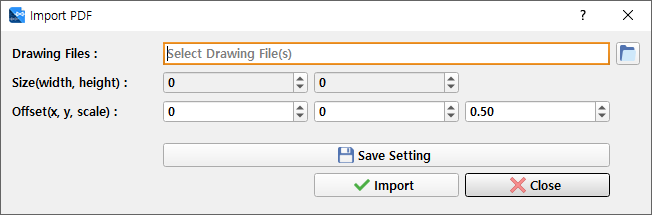 Import PDF
?
Drawing Files :
Select Drawing File(s)
Size(width, height) :
0
0
Offset(x, y, scale) :
0
0
0.50
Save Setting
Import
Close